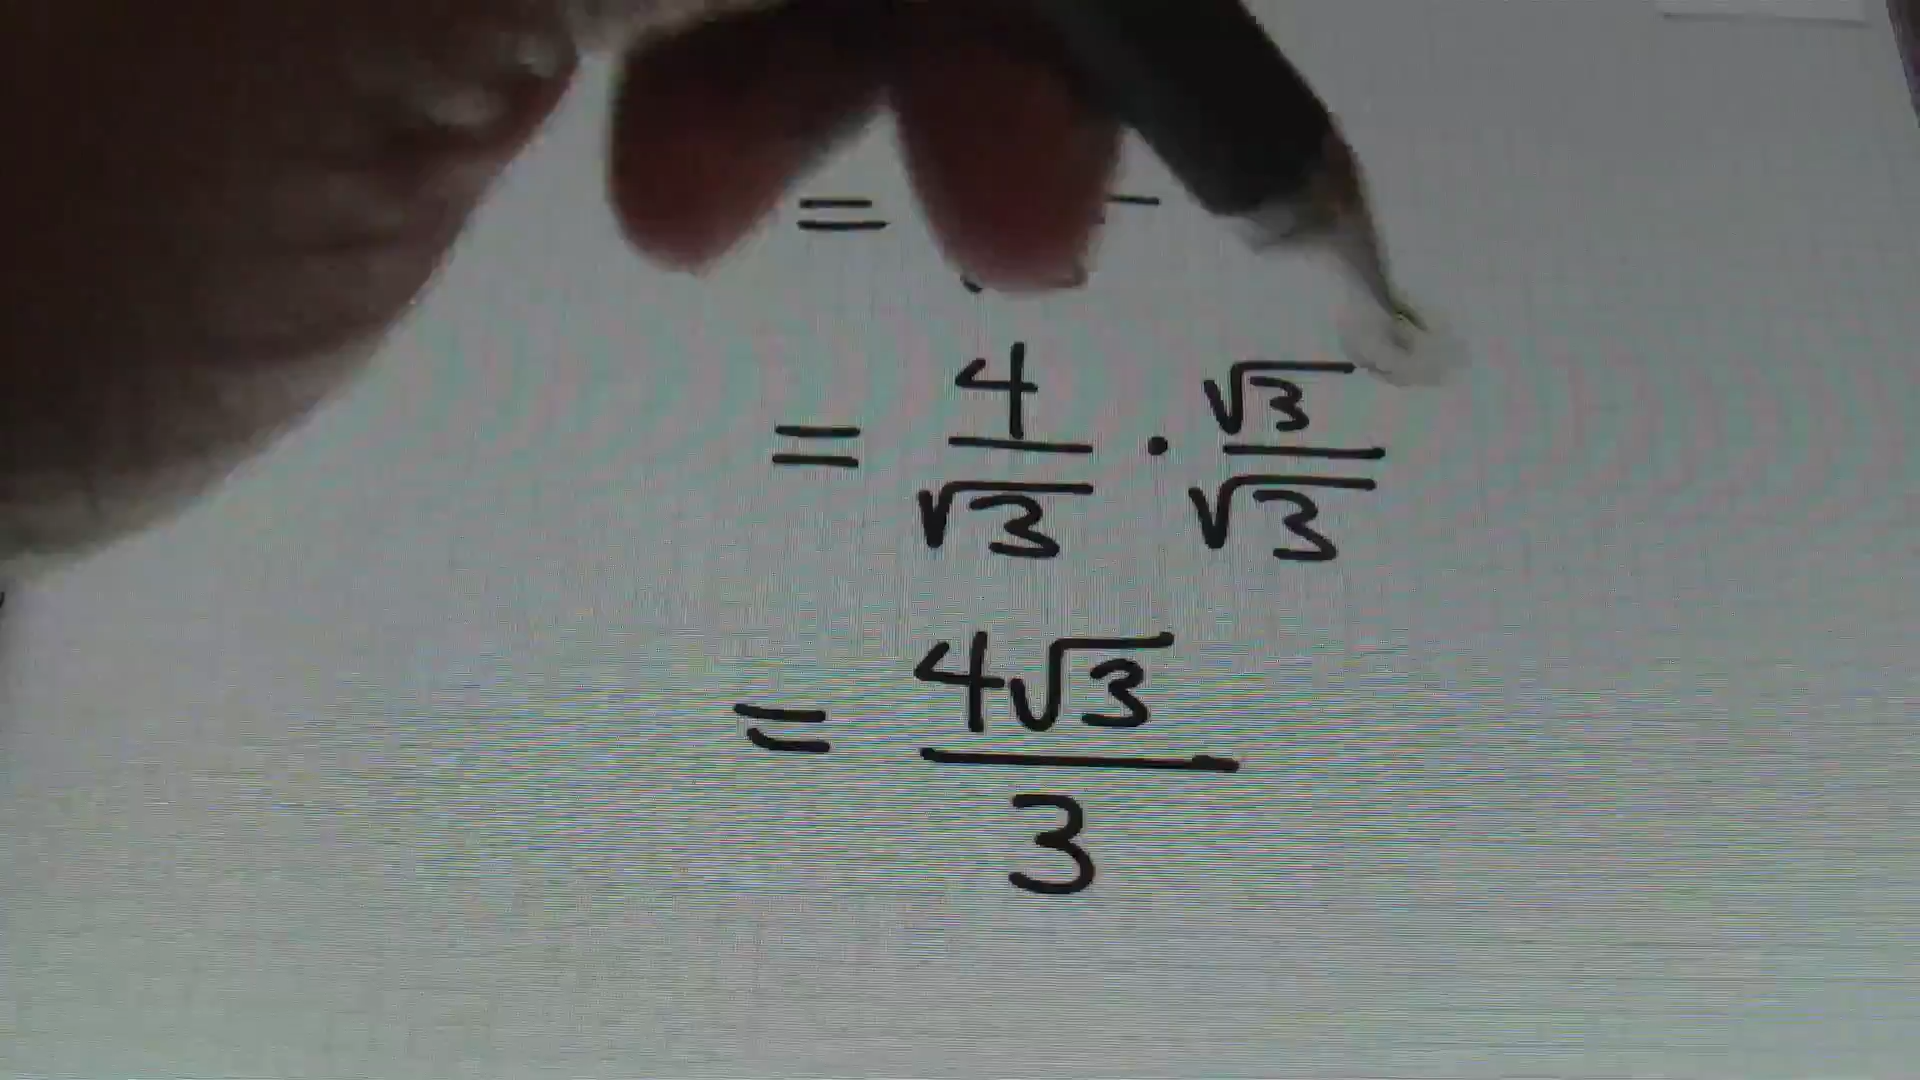 =
= 4/√3 · √3/√3
= 4√3/3